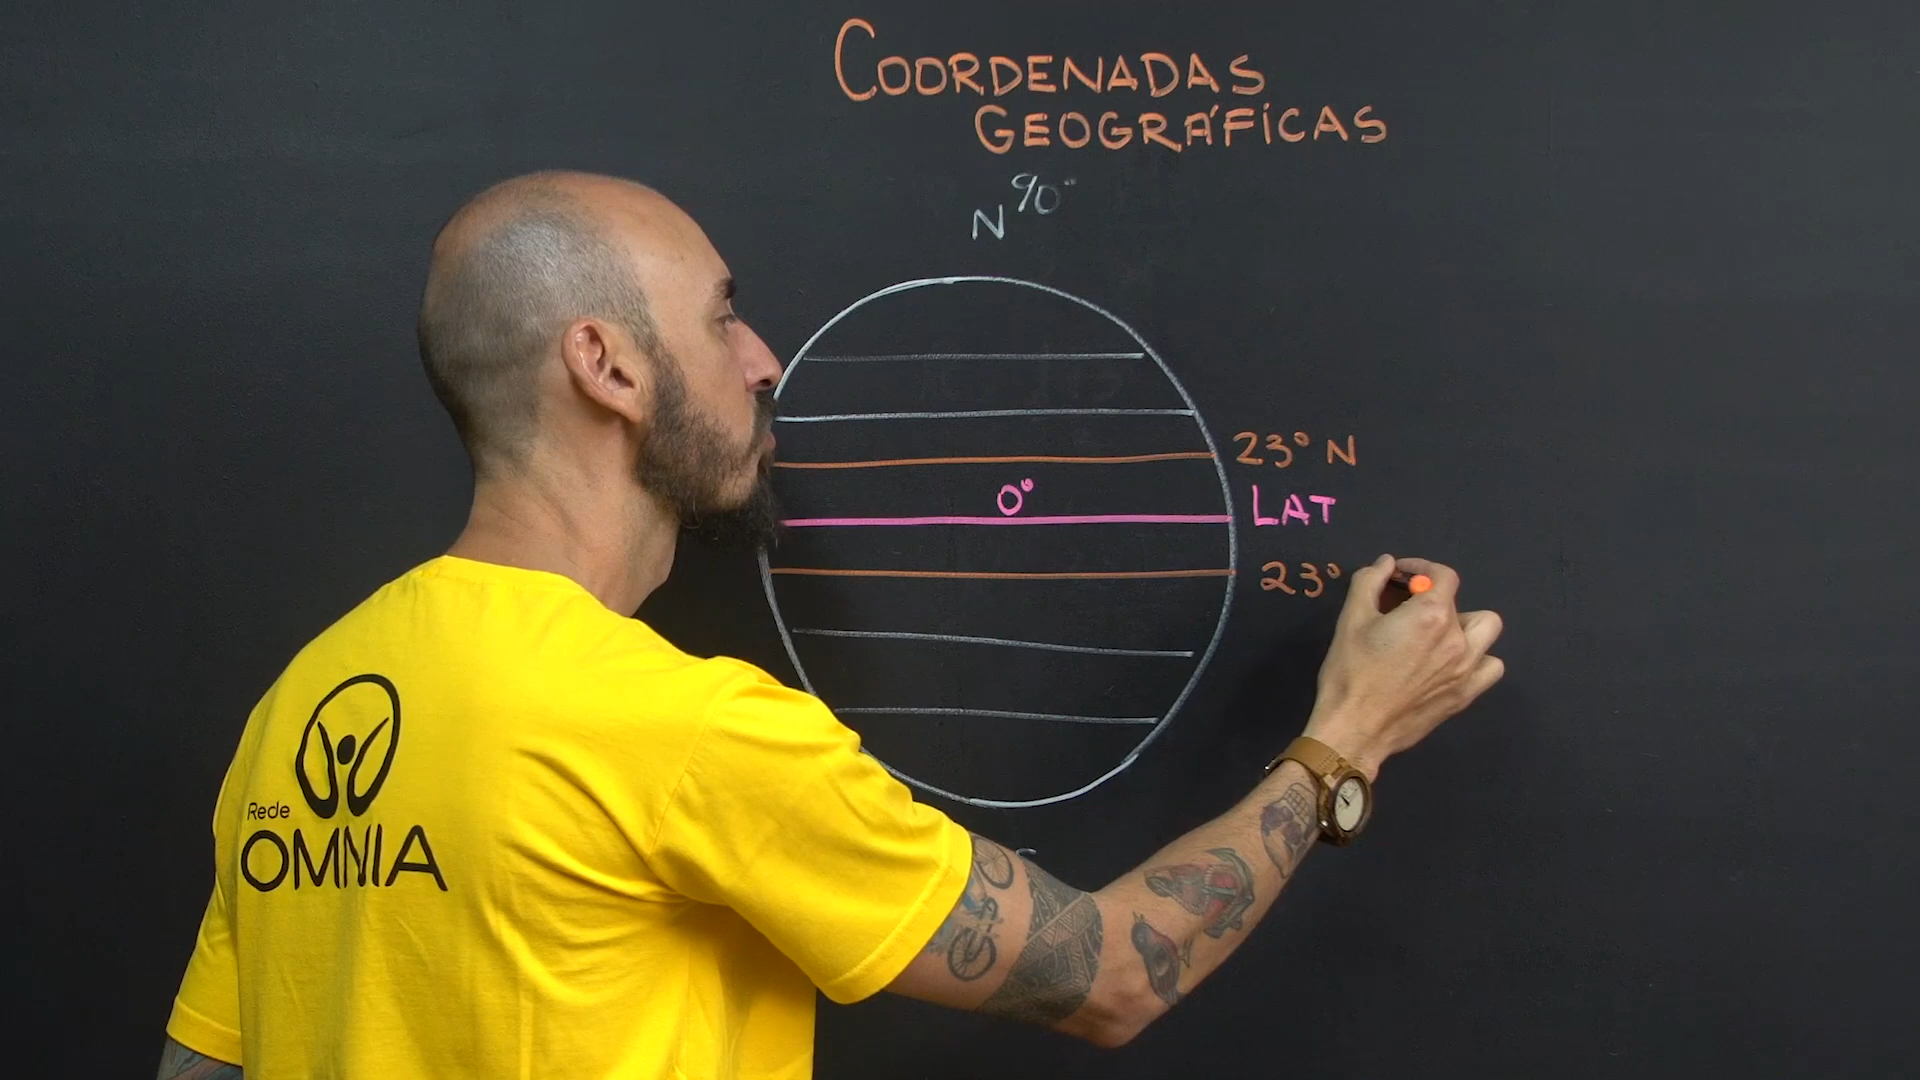 COORDENADAS
GEOGRÁFICAS
N 90°
23° N
0°
LAT
23°
Rede
OMNIA